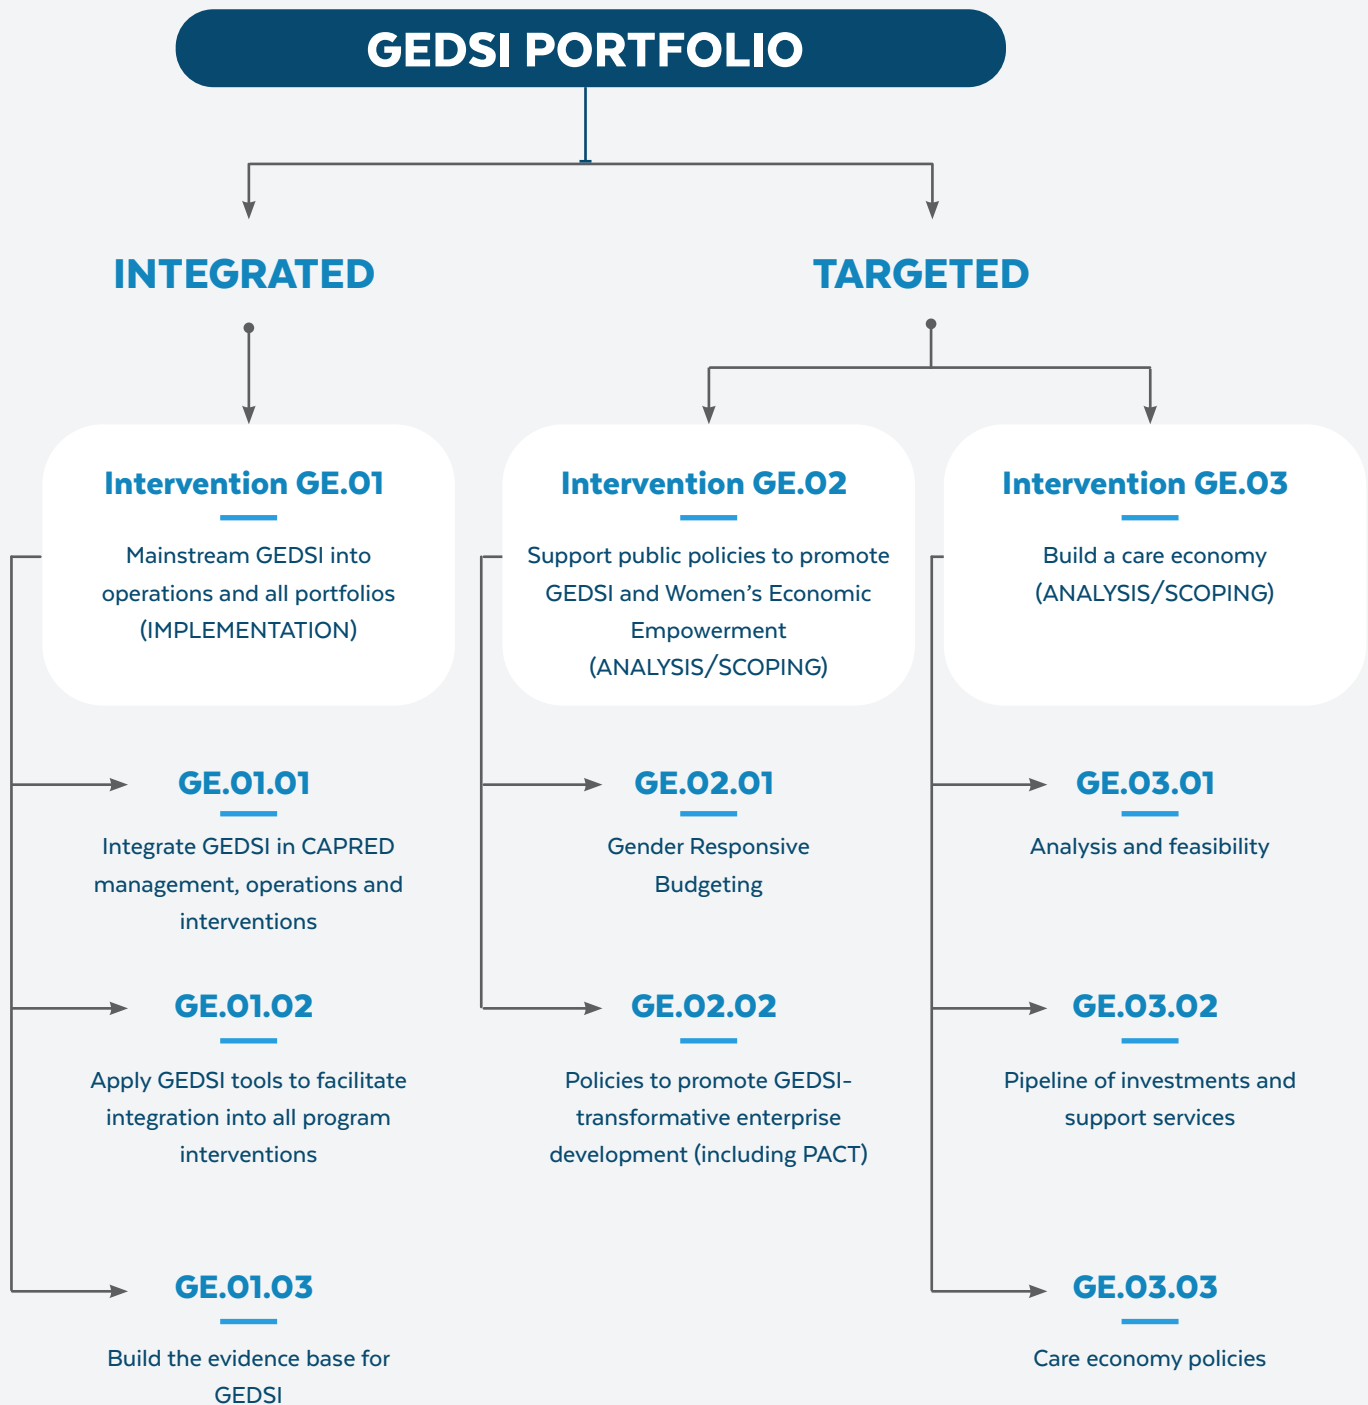 GEDSI PORTFOLIO
INTEGRATED
TARGETED
Intervention GE.01
Mainstream GEDSI into
operations and all portfolios
(IMPLEMENTATION)
Intervention GE.02
Support public policies to promote
GEDSI and Women’s Economic
Empowerment
(ANALYSIS/SCOPING)
Intervention GE.03
Build a care economy
(ANALYSIS/SCOPING)
GE.01.01
Integrate GEDSI in CAPRED
management, operations and
interventions
GE.02.01
Gender Responsive
Budgeting
GE.03.01
Analysis and feasibility
GE.01.02
Apply GEDSI tools to facilitate
integration into all program
interventions
GE.02.02
Policies to promote GEDSI-
transformative enterprise
development (including PACT)
GE.03.02
Pipeline of investments and
support services
GE.01.03
Build the evidence base for
GEDSI
GE.03.03
Care economy policies